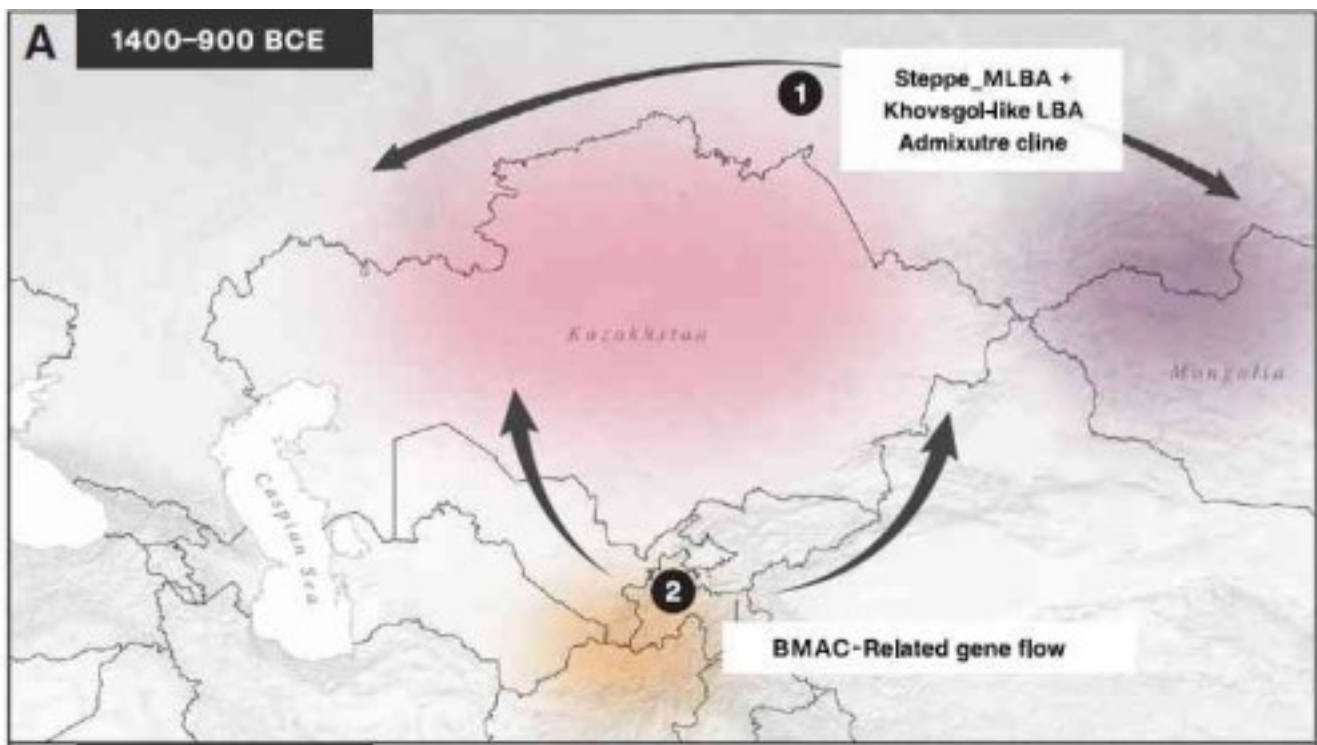 A
1400–900 BCE
1
Steppe_MLBA +
Khovsgol-like LBA
Admixutre cline
Kazakhstan
Mongolia
Caspian Sea
2
BMAC-Related gene flow